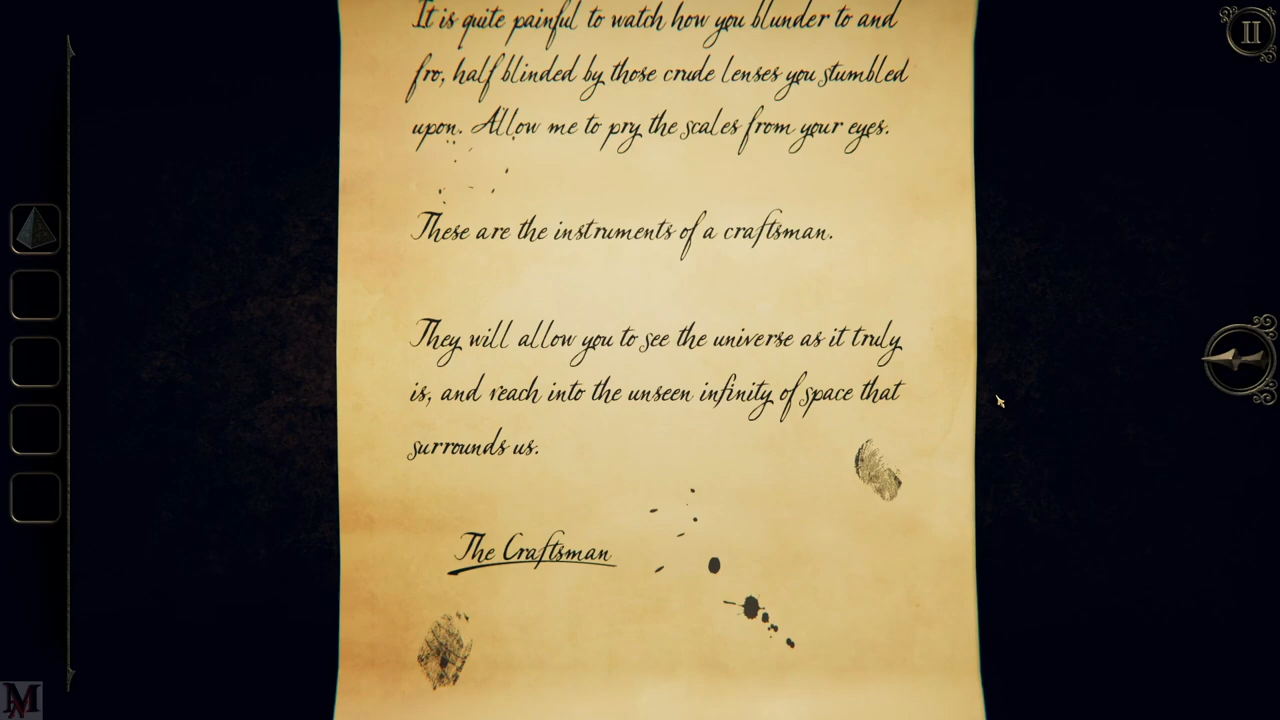 It is quite painful to watch how you blunder to and
fro, half blinded by those crude lenses you stumbled
upon. Allow me to pry the scales from your eyes.
These are the instruments of a craftsman.
They will allow you to see the universe as it truly
is, and reach into the unseen infinity of space that
surrounds us.
The Craftsman
M